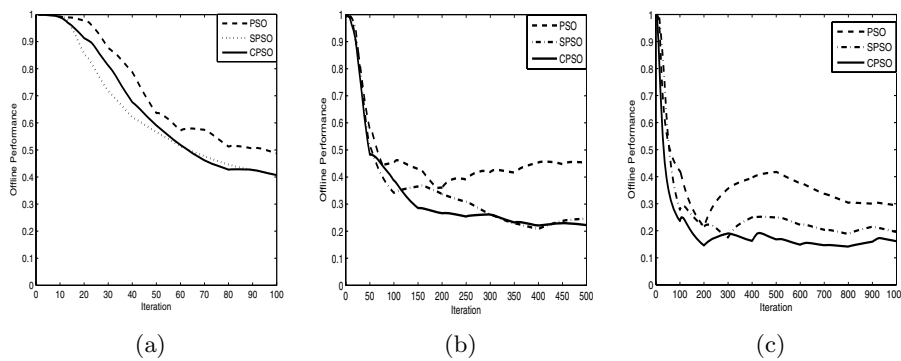 1
0.9
0.8
0.7
0.6
0.5
0.4
0.3
0.2
0.1
0
Offline Performance
0 10 20 30 40 50 60 70 80 90 100
Iteration
PSO
SPSO
CPSO
(a)
1
0.9
0.8
0.7
0.6
0.5
0.4
0.3
0.2
0.1
0
Offline Performance
0 50 100 150 200 250 300 350 400 450 500
Iteration
PSO
SPSO
CPSO
(b)
1
0.9
0.8
0.7
0.6
0.5
0.4
0.3
0.2
0.1
0
Offline Performance
0 100 200 300 400 500 600 700 800 900 1000
Iteration
PSO
SPSO
CPSO
(c)